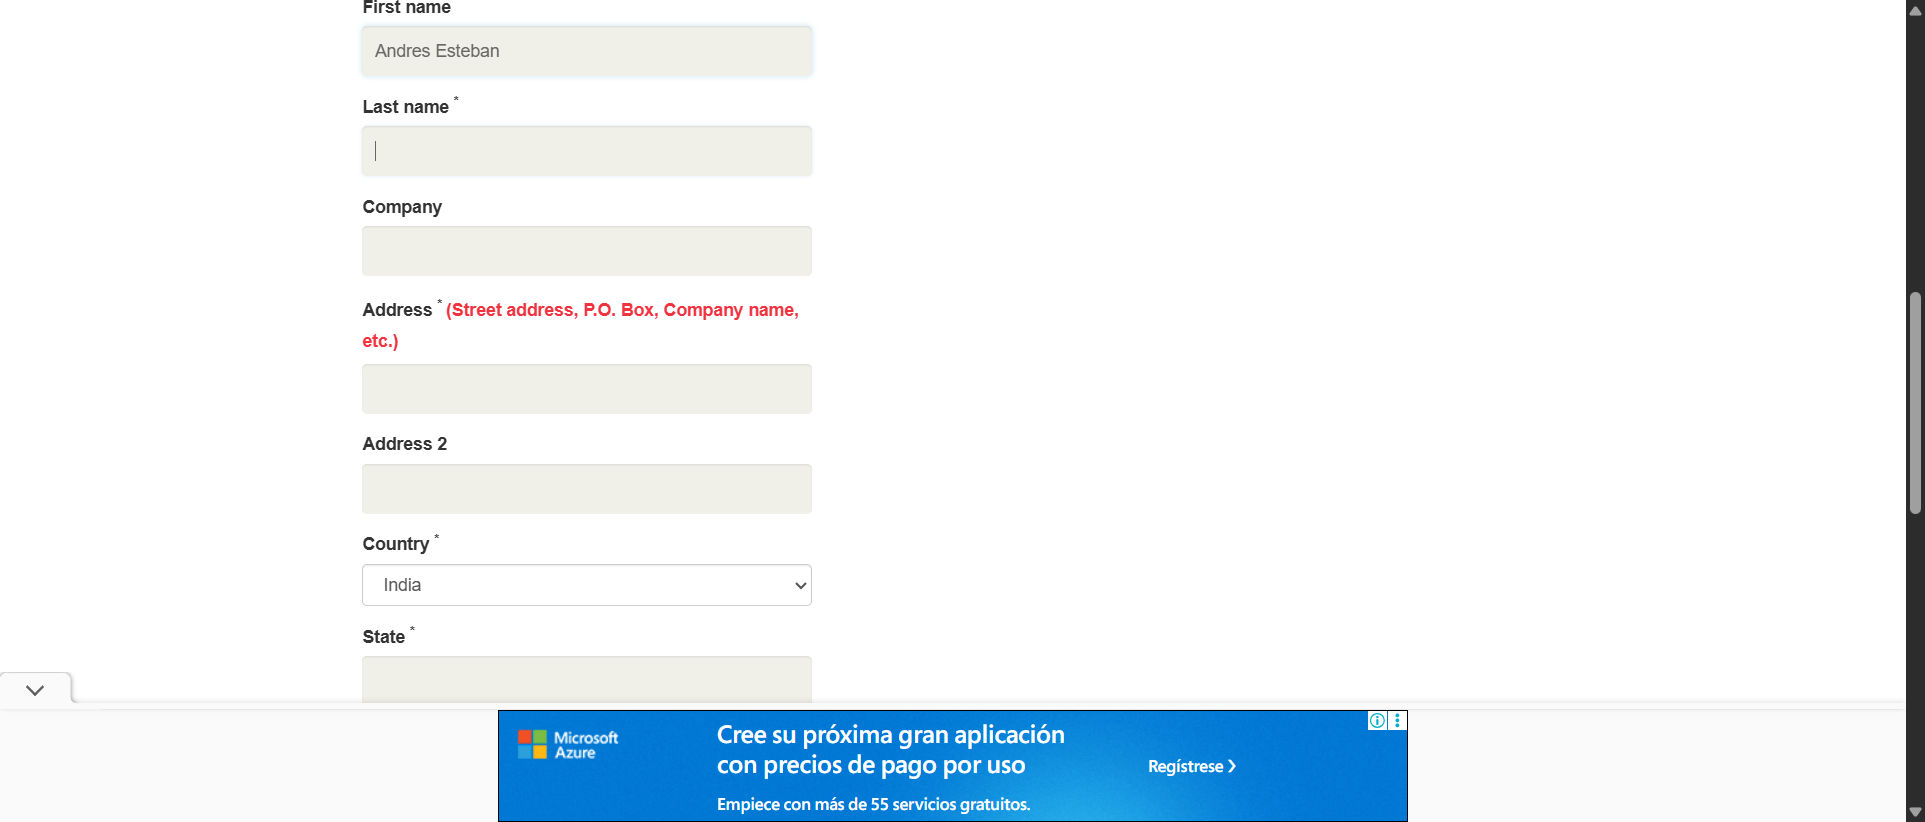 First name
Andres Esteban
Last name *
Company
Address * (Street address, P.O. Box, Company name,
etc.)
Address 2
Country *
India
State *
Microsoft
Azure
Cree su próxima gran aplicación
con precios de pago por uso
Empiece con más de 55 servicios gratuitos.
Regístrese